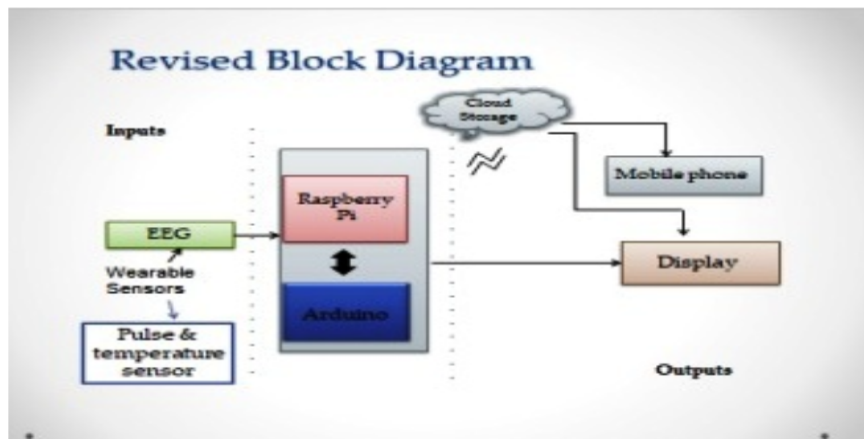 Revised Block Diagram
Inputs
Cloud
Storage
Mobile phone
Raspberry
Pi
EEG
Wearable
Sensors
Display
Arduino
Pulse &
temperature
sensor
Outputs